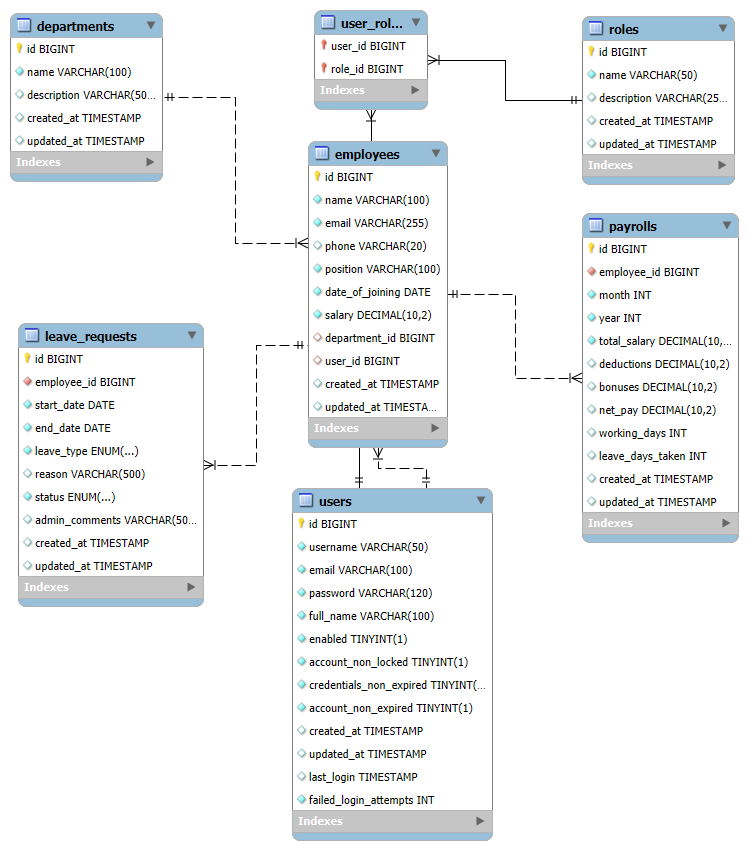 departments
id BIGINT
name VARCHAR(100)
description VARCHAR(50...
created_at TIMESTAMP
updated_at TIMESTAMP
Indexes
user_rol...
user_id BIGINT
role_id BIGINT
Indexes
roles
id BIGINT
name VARCHAR(50)
description VARCHAR(25...
created_at TIMESTAMP
updated_at TIMESTAMP
Indexes
employees
id BIGINT
name VARCHAR(100)
email VARCHAR(255)
phone VARCHAR(20)
position VARCHAR(100)
date_of_joining DATE
salary DECIMAL(10,2)
department_id BIGINT
user_id BIGINT
created_at TIMESTAMP
updated_at TIMESTA...
Indexes
payrolls
id BIGINT
employee_id BIGINT
month INT
year INT
total_salary DECIMAL(10,...
deductions DECIMAL(10,2)
bonuses DECIMAL(10,2)
net_pay DECIMAL(10,2)
working_days INT
leave_days_taken INT
created_at TIMESTAMP
updated_at TIMESTAMP
Indexes
leave_requests
id BIGINT
employee_id BIGINT
start_date DATE
end_date DATE
leave_type ENUM(...)
reason VARCHAR(500)
status ENUM(...)
admin_comments VARCHAR(50...
created_at TIMESTAMP
updated_at TIMESTAMP
Indexes
users
id BIGINT
username VARCHAR(50)
email VARCHAR(100)
password VARCHAR(120)
full_name VARCHAR(100)
enabled TINYINT(1)
account_non_locked TINYINT(1)
credentials_non_expired TINYINT(...
account_non_expired TINYINT(1)
created_at TIMESTAMP
updated_at TIMESTAMP
last_login TIMESTAMP
failed_login_attempts INT
Indexes